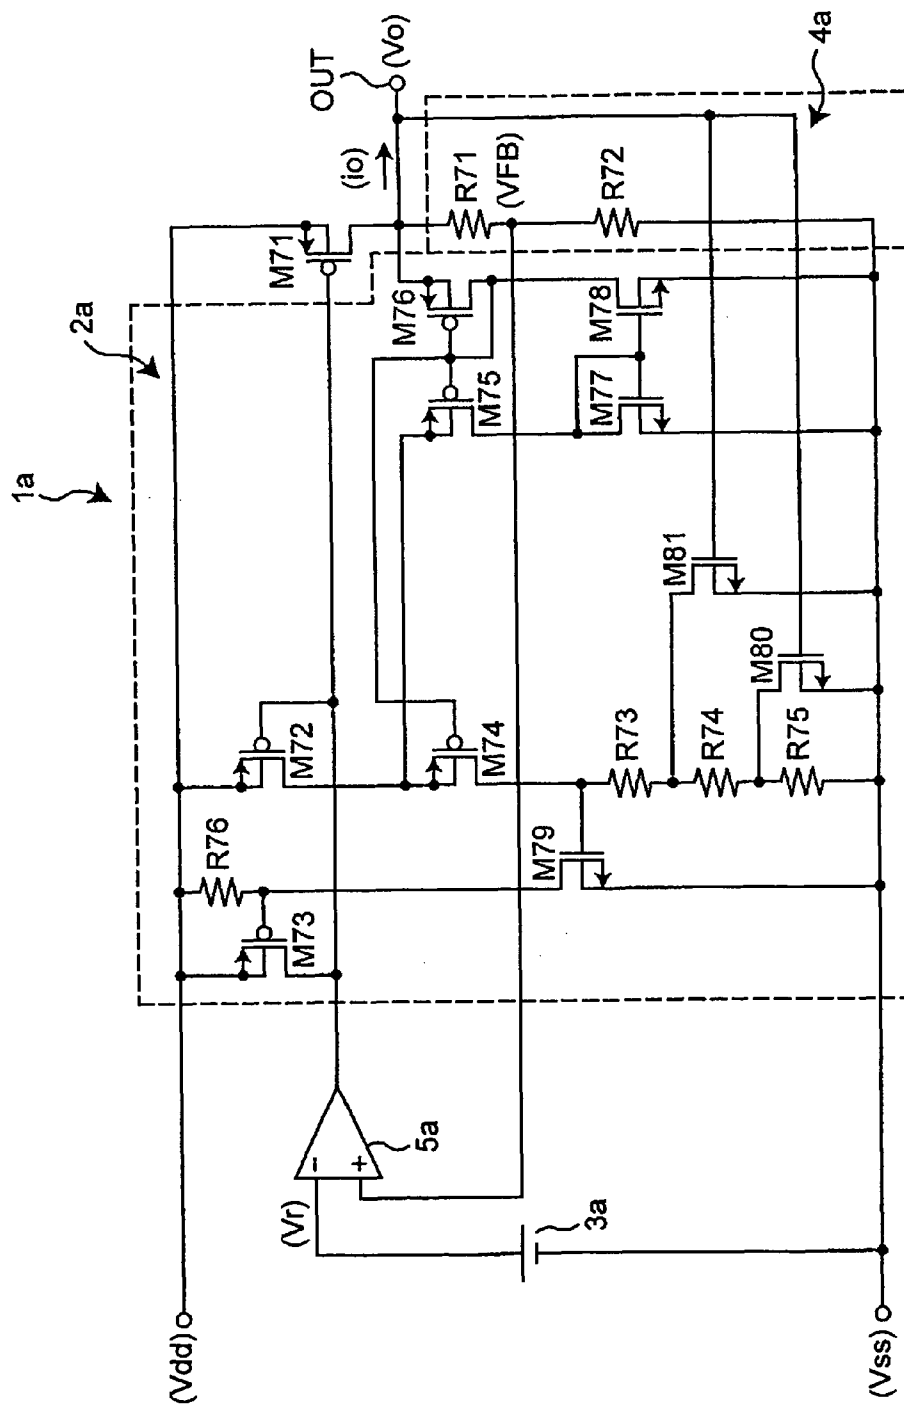 1a
2a
4a
OUT
(Vo)
(io)
M71
R71
(VFB)
R72
M76
M75
M78
M77
M72
M74
M81
M80
R76
M73
M79
R73
R74
R75
−
+
5a
(Vr)
3a
(Vdd)
(Vss)